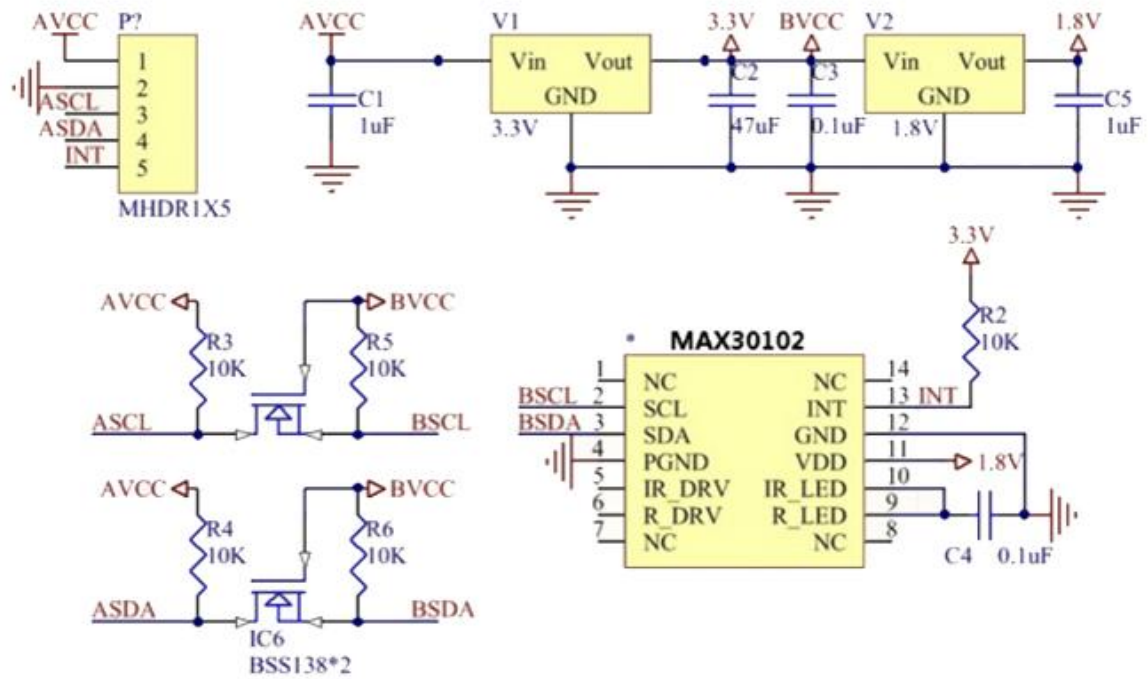 AVCC P?
1
2
ASCL 3
ASDA 4
INT 5
MHDR1X5
AVCC V1 3.3V BVCC V2 1.8V
Vin Vout Vin Vout
GND GND
C1 C2 C3 C5
1uF 3.3V 47uF 0.1uF 1.8V 1uF
AVCC BVCC
R3 R5
10K 10K
ASCL BSCL
AVCC BVCC
R4 R6
10K 10K
ASDA BSDA
IC6
BSS138*2
3.3V
R2
10K
MAX30102
1 NC NC 14
BSCL 2 SCL INT 13 INT
BSDA 3 SDA GND 12
4 PGND VDD 11 1.8V
5 IR_DRV IR_LED 10
6 R_DRV R_LED 9
7 NC NC 8
C4 0.1uF